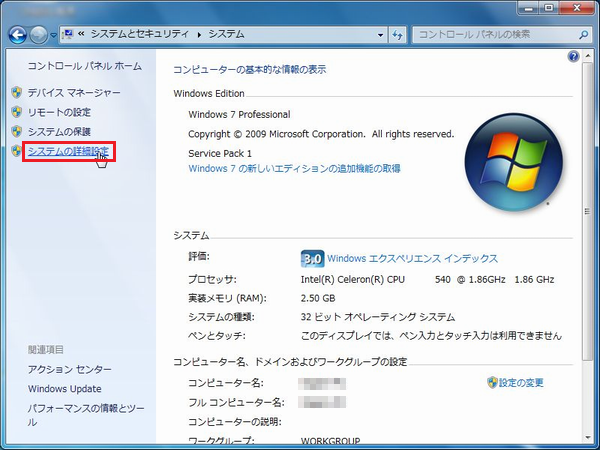 システムとセキュリティ ▸ システム
コントロール パネルの検索
コントロール パネル ホーム
デバイス マネージャー
リモートの設定
システムの保護
システムの詳細設定
関連項目
アクション センター
Windows Update
パフォーマンスの情報とツー
ル
コンピューターの基本的な情報の表示
Windows Edition
Windows 7 Professional
Copyright © 2009 Microsoft Corporation. All rights reserved.
Service Pack 1
Windows 7 の新しいエディションの追加機能の取得
システム
評価: 3.0 Windows エクスペリエンス インデックス
プロセッサ: Intel(R) Celeron(R) CPU 540 @ 1.86GHz 1.86 GHz
実装メモリ (RAM): 2.50 GB
システムの種類: 32 ビット オペレーティング システム
ペンとタッチ: このディスプレイでは、ペン入力とタッチ入力は利用できません
コンピューター名、ドメインおよびワークグループの設定
コンピューター名: 設定の変更
フル コンピューター名:
コンピューターの説明:
ワークグループ: WORKGROUP